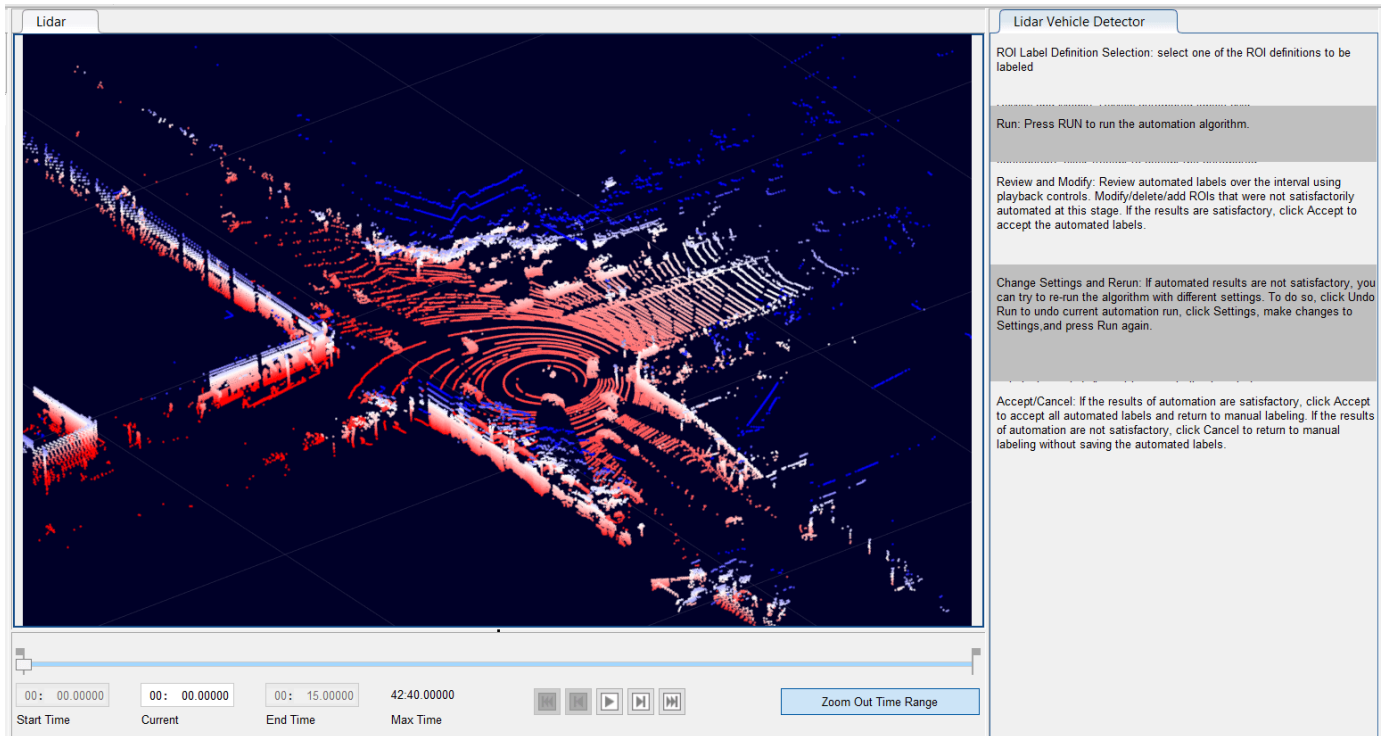 Lidar
Lidar Vehicle Detector
ROI Label Definition Selection: select one of the ROI definitions to be
labeled
Run: Press RUN to run the automation algorithm.
Review and Modify: Review automated labels over the interval using
playback controls. Modify/delete/add ROIs that were not satisfactorily
automated at this stage. If the results are satisfactory, click Accept to
accept the automated labels.
Change Settings and Rerun: If automated results are not satisfactory, you
can try to re-run the algorithm with different settings. To do so, click Undo
Run to undo current automation run, click Settings, make changes to
Settings,and press Run again.
Accept/Cancel: If the results of automation are satisfactory, click Accept
to accept all automated labels and return to manual labeling. If the results
of automation are not satisfactory, click Cancel to return to manual
labeling without saving the automated labels.
00: 00.00000 00: 00.00000 00: 15.00000 42:40.00000
Start Time Current End Time Max Time
Zoom Out Time Range